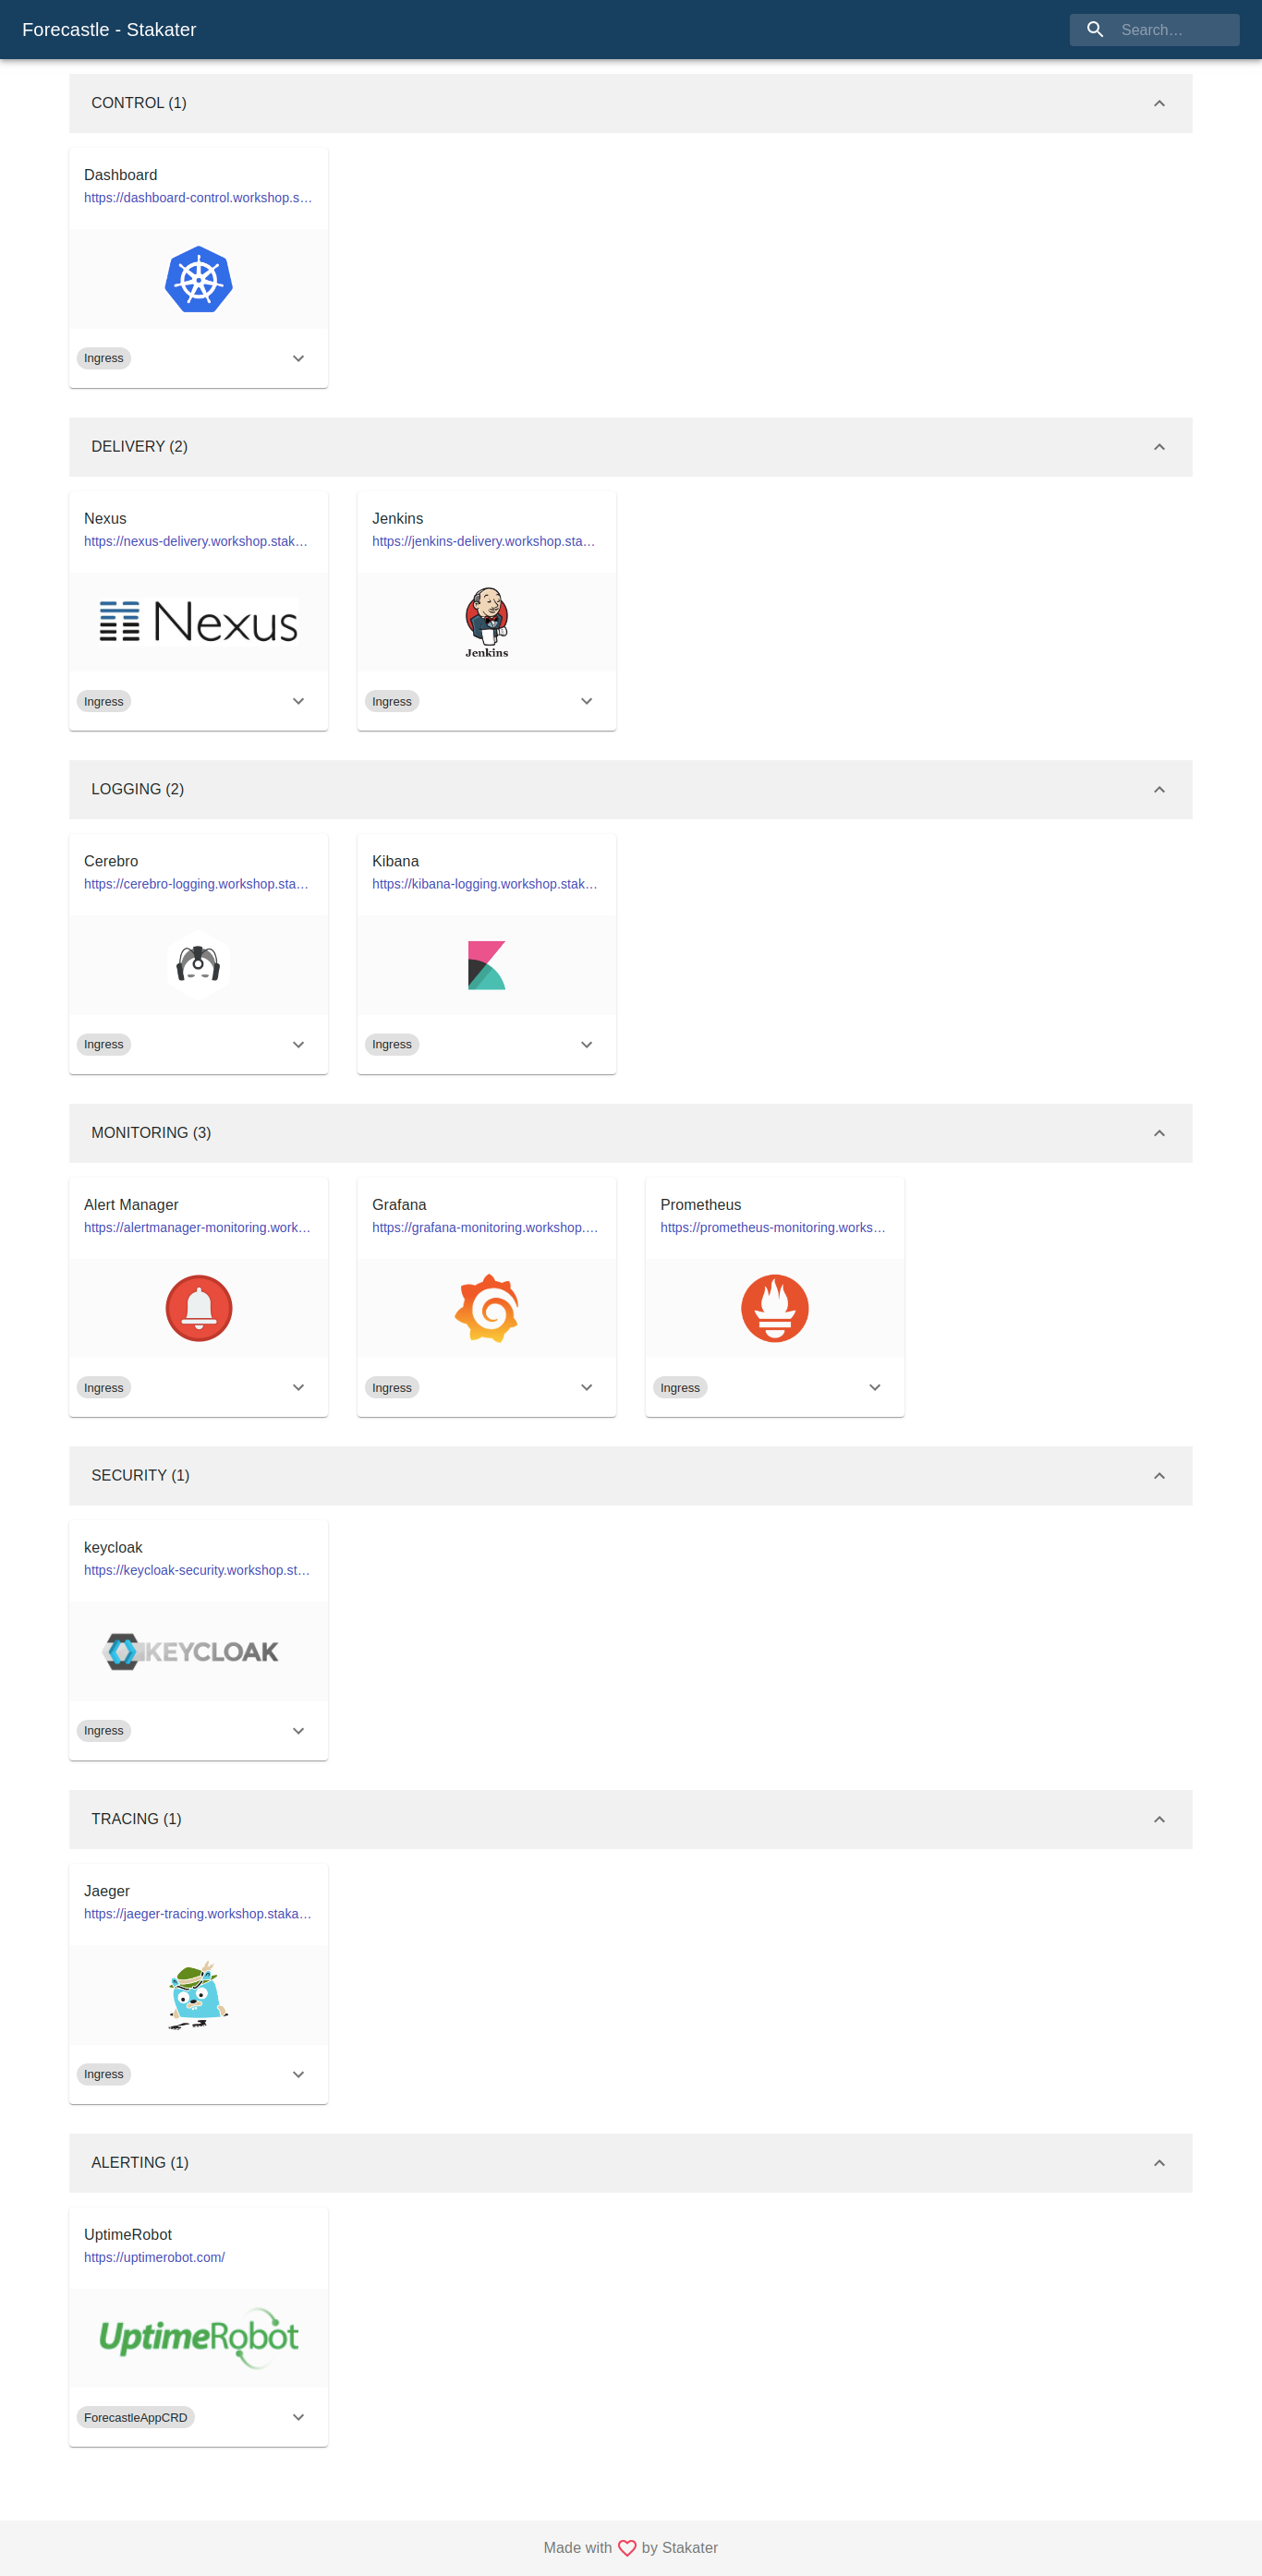 Forecastle - Stakater
Search…
CONTROL (1)
Dashboard
https://dashboard-control.workshop.s…
Ingress
DELIVERY (2)
Nexus
https://nexus-delivery.workshop.stak…
Nexus
Ingress
Jenkins
https://jenkins-delivery.workshop.sta…
Jenkins
Ingress
LOGGING (2)
Cerebro
https://cerebro-logging.workshop.sta…
Ingress
Kibana
https://kibana-logging.workshop.stak…
Ingress
MONITORING (3)
Alert Manager
https://alertmanager-monitoring.work…
Ingress
Grafana
https://grafana-monitoring.workshop.…
Ingress
Prometheus
https://prometheus-monitoring.works…
Ingress
SECURITY (1)
keycloak
https://keycloak-security.workshop.st…
KEYCLOAK
Ingress
TRACING (1)
Jaeger
https://jaeger-tracing.workshop.staka…
Ingress
ALERTING (1)
UptimeRobot
https://uptimerobot.com/
UptimeRobot
ForecastleAppCRD
Made with by Stakater